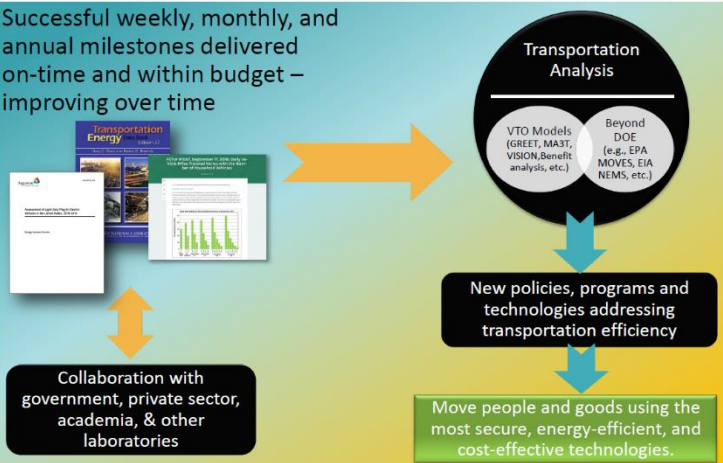 Successful weekly, monthly, and
annual milestones delivered
on-time and within budget –
improving over time
Transportation
Energy
Transportation
Analysis
VTO Models
(GREET, MA3T,
VISION,Benefit
analysis, etc.)
Beyond
DOE
(e.g., EPA
MOVES, EIA
NEMS, etc.)
New policies, programs and
technologies addressing
transportation efficiency
Collaboration with
government, private sector,
academia, & other
laboratories
Move people and goods using the
most secure, energy-efficient, and
cost-effective technologies.